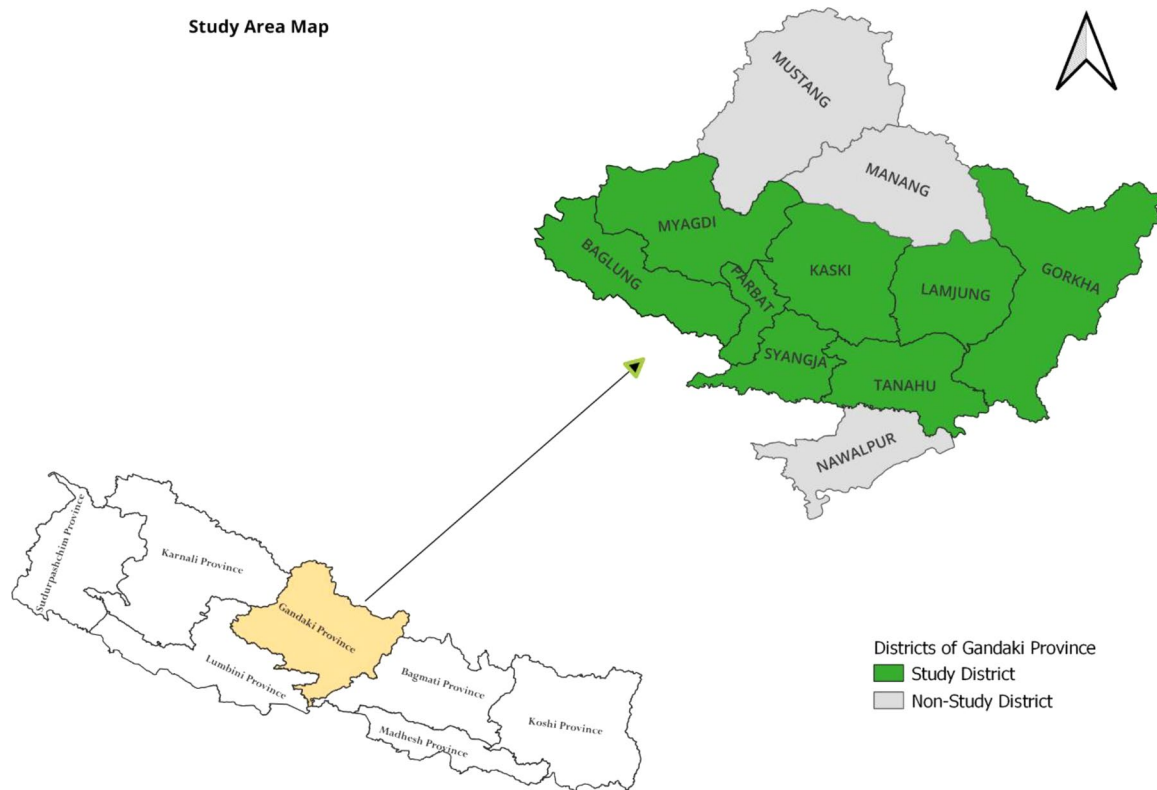 Study Area Map
MUSTANG
MANANG
MYAGDI
BAGLUNG
PARBAT
KASKI
LAMJUNG
GORKHA
SYANGJA
TANAHU
NAWALPUR
Sudurpashchim Province
Karnali Province
Gandaki Province
Lumbini Province
Bagmati Province
Koshi Province
Madhesh Province
Districts of Gandaki Province
Study District
Non-Study District